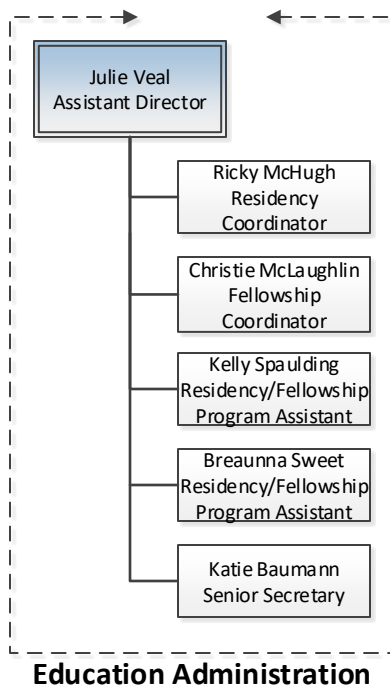 Julie Veal
Assistant Director
Ricky McHugh
Residency
Coordinator
Christie McLaughlin
Fellowship
Coordinator
Kelly Spaulding
Residency/Fellowship
Program Assistant
Breaunna Sweet
Residency/Fellowship
Program Assistant
Katie Baumann
Senior Secretary
Education Administration